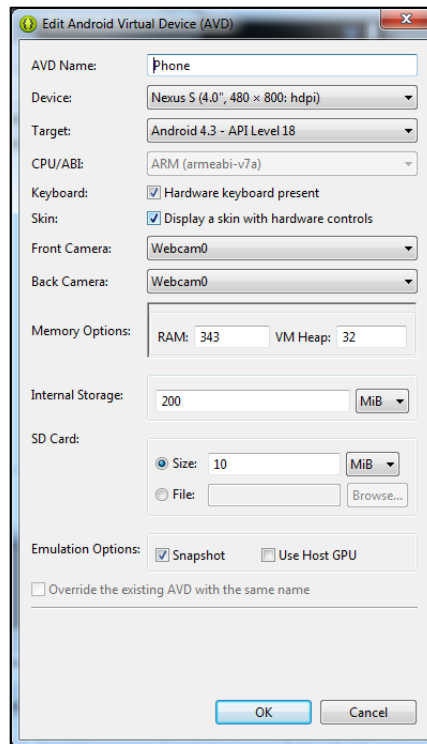 Edit Android Virtual Device (AVD)
AVD Name: Phone
Device: Nexus S (4.0", 480 × 800: hdpi)
Target: Android 4.3 - API Level 18
CPU/ABI: ARM (armeabi-v7a)
Keyboard: Hardware keyboard present
Skin: Display a skin with hardware controls
Front Camera: Webcam0
Back Camera: Webcam0
Memory Options: RAM: 343 VM Heap: 32
Internal Storage: 200 MiB
SD Card:
Size: 10 MiB
File: Browse...
Emulation Options: Snapshot Use Host GPU
Override the existing AVD with the same name
OK Cancel